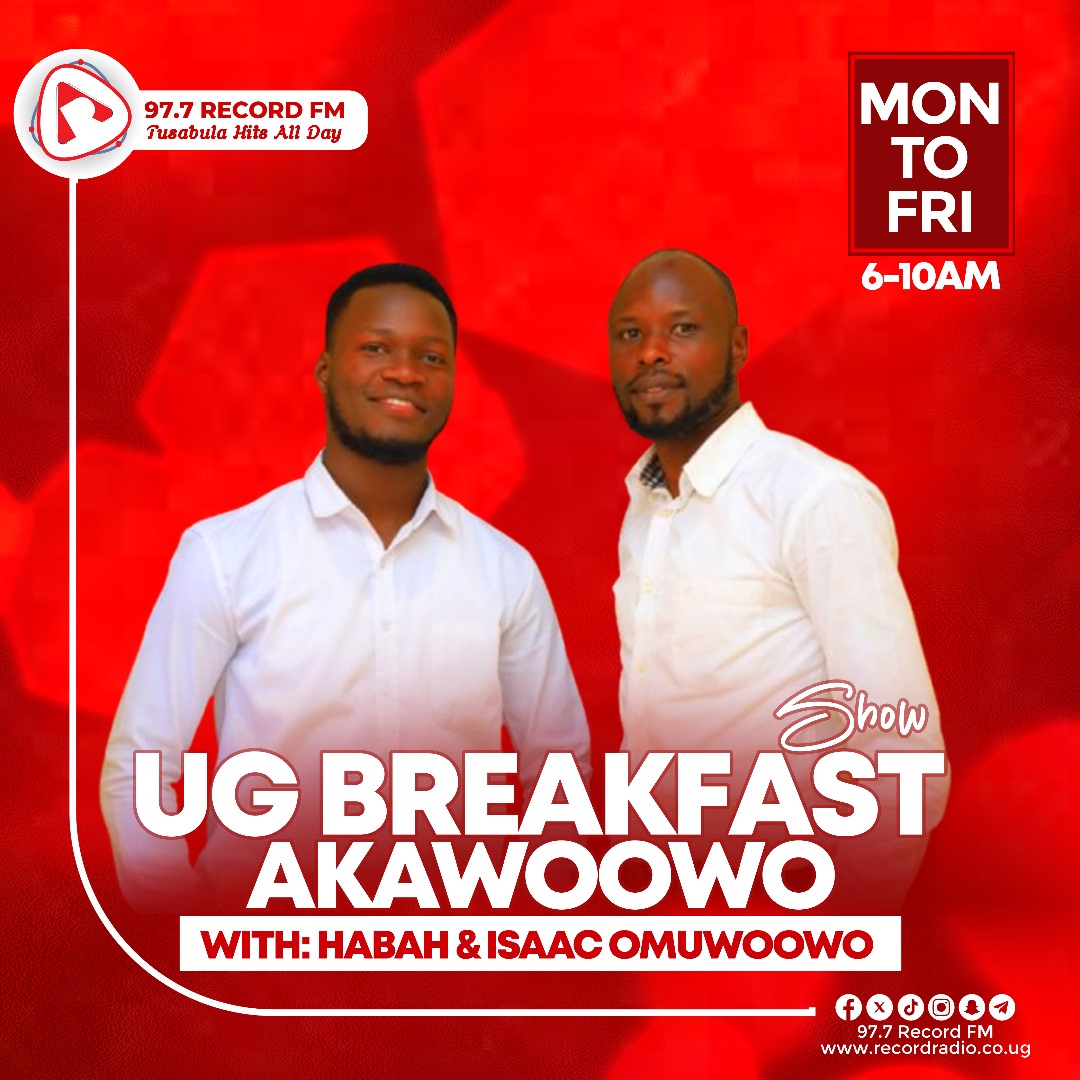 97.7 RECORD FM
Tusabula Hits All Day
MON
TO
FRI
6-10AM
Show
UG BREAKFAST
AKAWOOWO
WITH: HABAH & ISAAC OMUWOOWO
97.7 Record FM
www.recordradio.co.ug